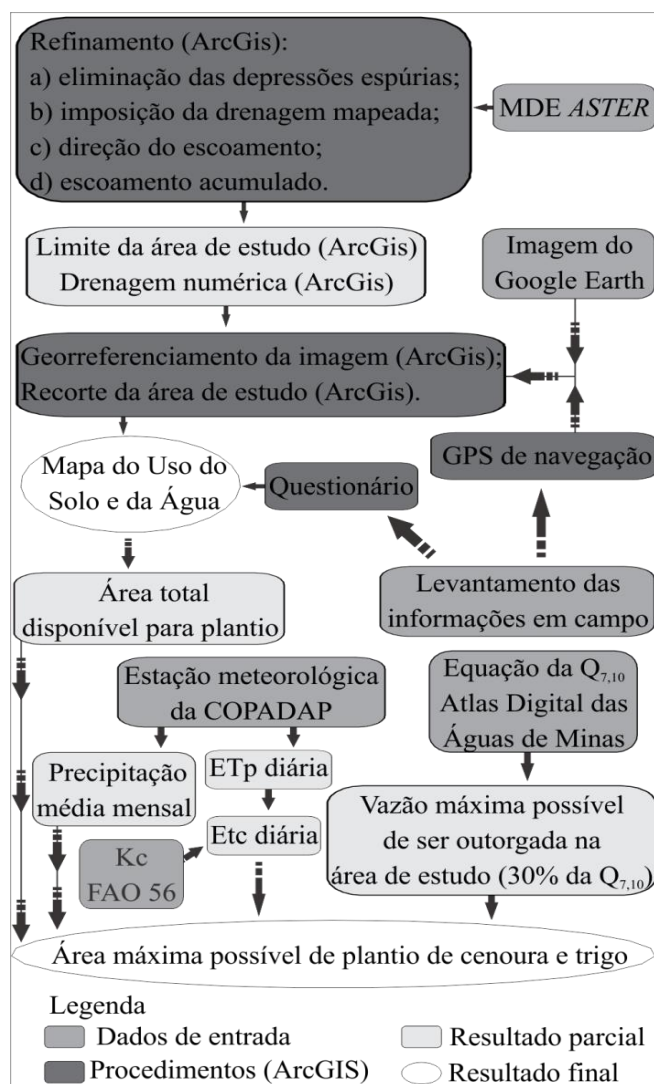 Refinamento (ArcGis):
a) eliminação das depressões espúrias;
b) imposição da drenagem mapeada;
c) direção do escoamento;
d) escoamento acumulado.
MDE ASTER
Limite da área de estudo (ArcGis)
Drenagem numérica (ArcGis)
Imagem do
Google Earth
Georreferenciamento da imagem (ArcGis);
Recorte da área de estudo (ArcGis).
GPS de navegação
Mapa do Uso do
Solo e da Água
Questionário
Levantamento das
informações em campo
Área total
disponível para plantio
Estação meteorológica
da COPADAP
Equação da Q7,10
Atlas Digital das
Águas de Minas
Precipitação
média mensal
ETp diária
Etc diária
Kc
FAO 56
Vazão máxima possível
de ser outorgada na
área de estudo (30% da Q7,10)
Área máxima possível de plantio de cenoura e trigo
Legenda
Dados de entrada
Resultado parcial
Procedimentos (ArcGIS)
Resultado final